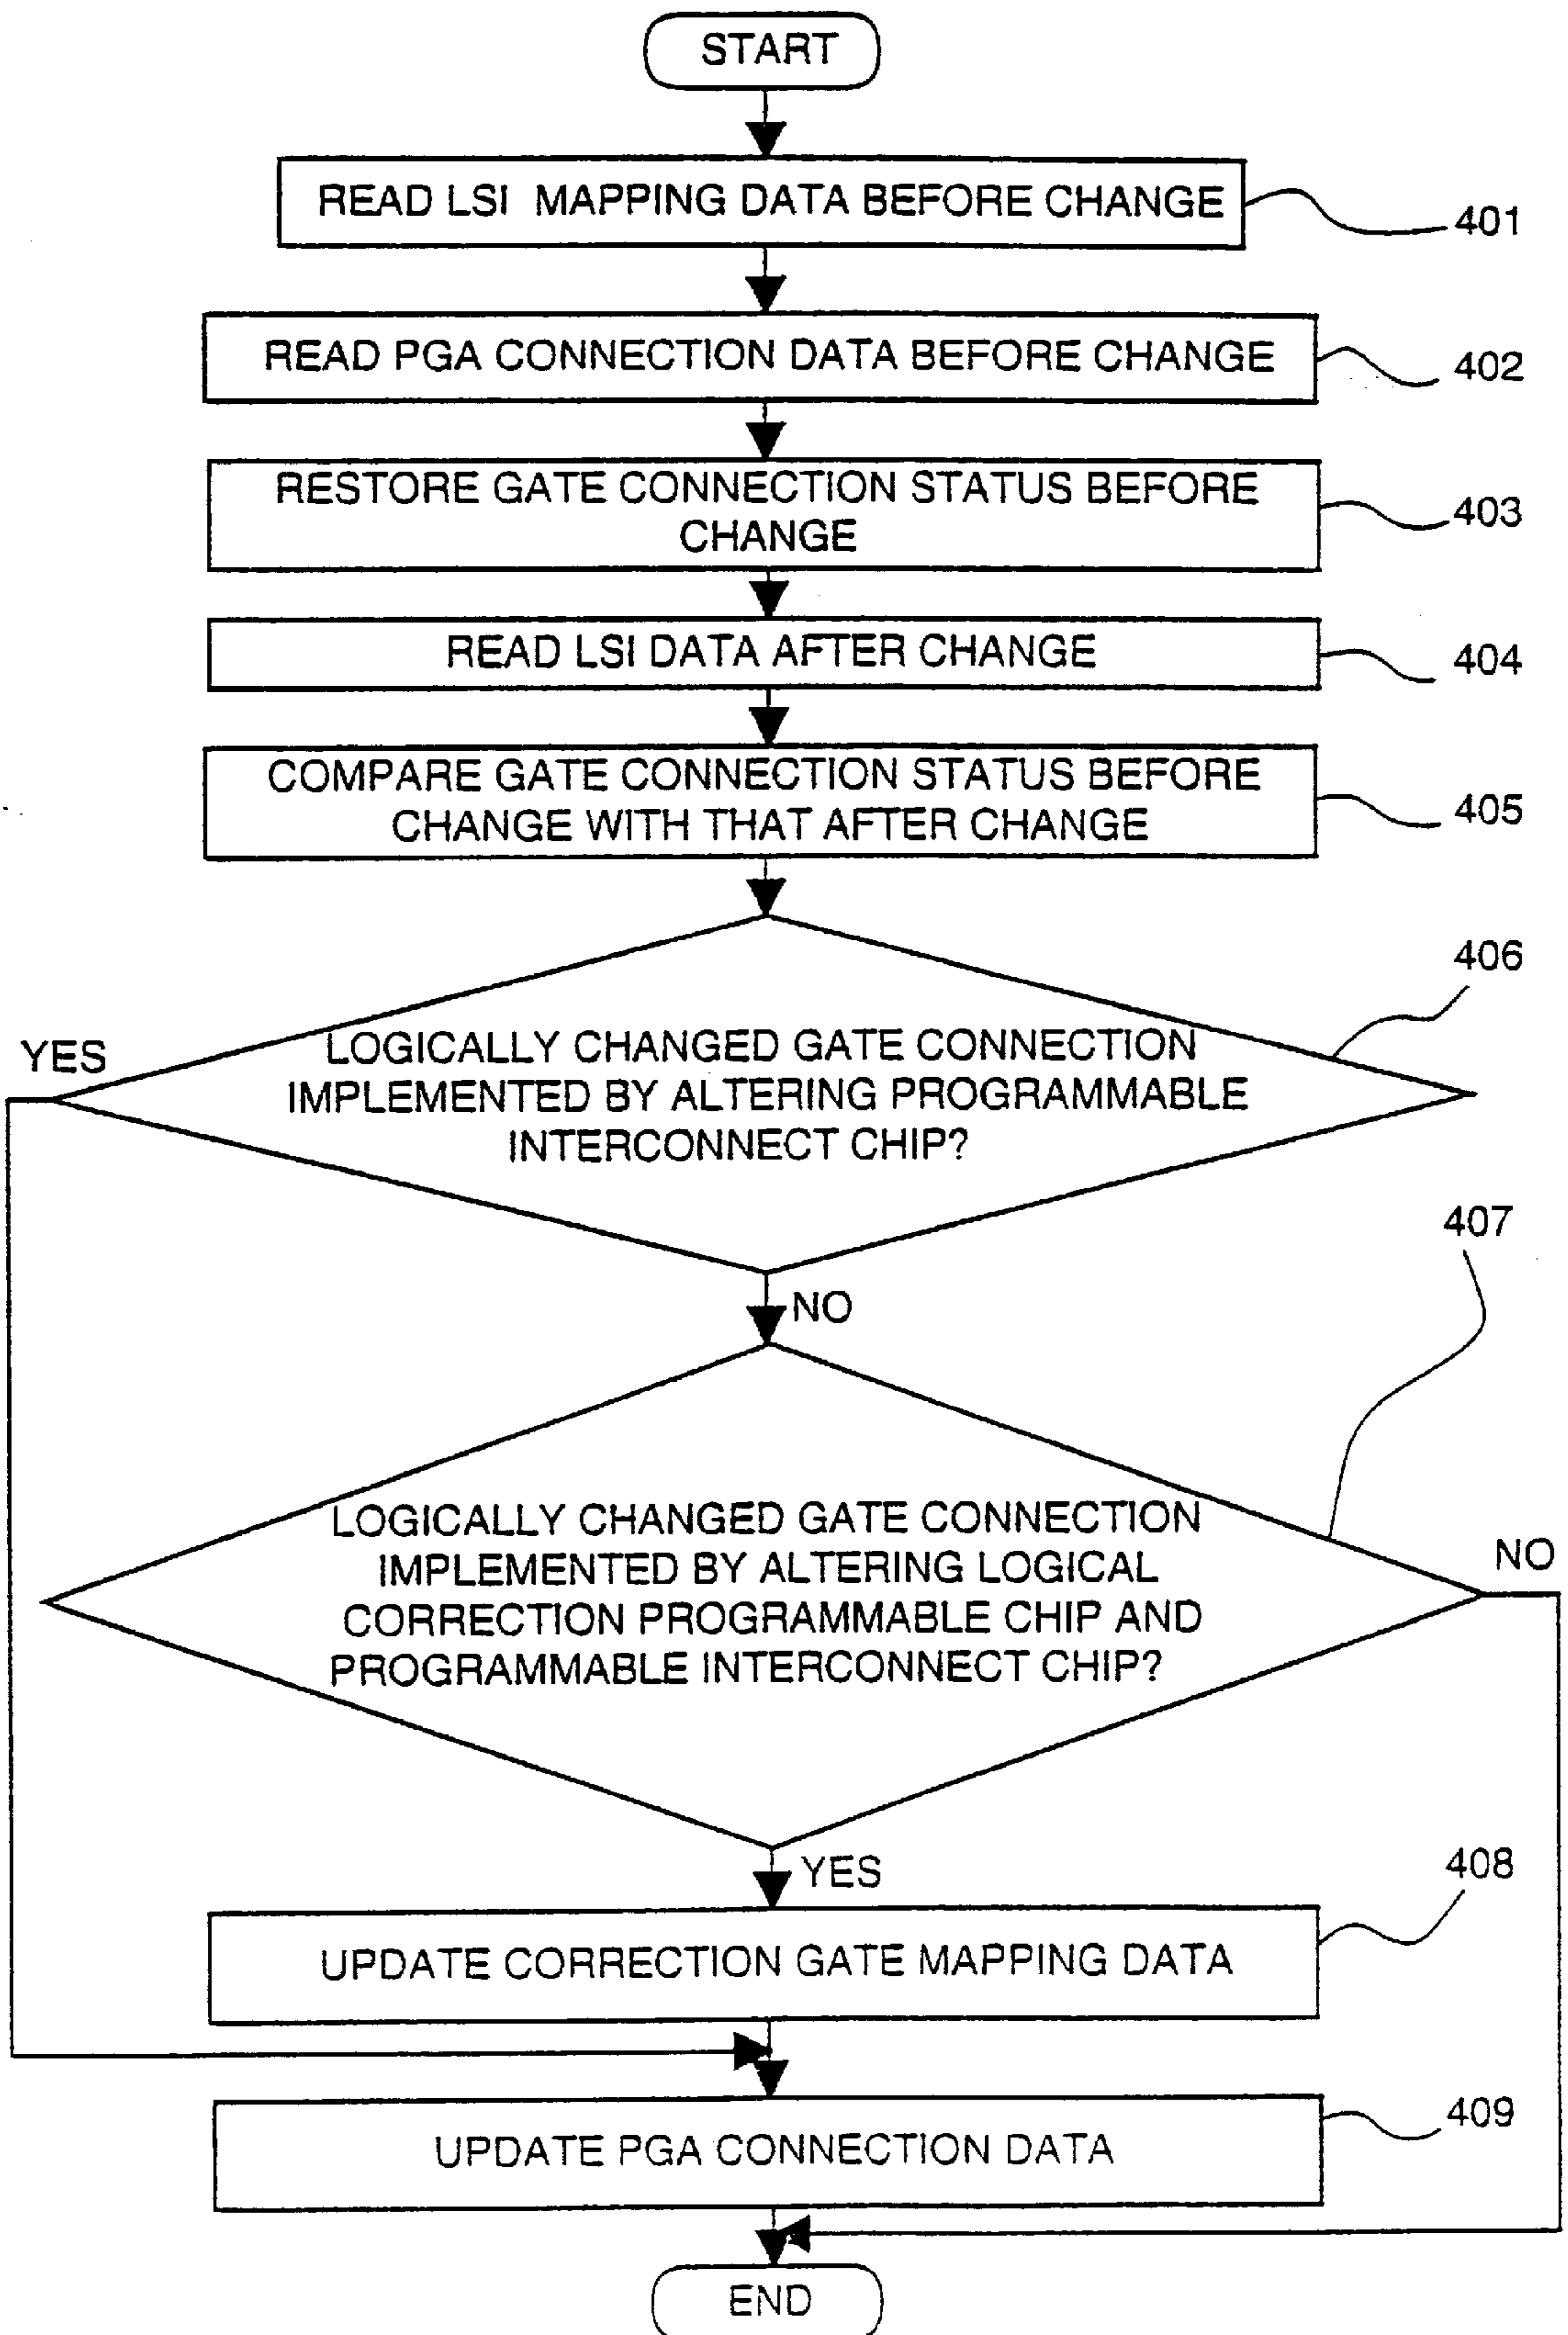 START
READ LSI MAPPING DATA BEFORE CHANGE
401
READ PGA CONNECTION DATA BEFORE CHANGE
402
RESTORE GATE CONNECTION STATUS BEFORE
CHANGE
403
READ LSI DATA AFTER CHANGE
404
COMPARE GATE CONNECTION STATUS BEFORE
CHANGE WITH THAT AFTER CHANGE
405
406
YES
LOGICALLY CHANGED GATE CONNECTION
IMPLEMENTED BY ALTERING PROGRAMMABLE
INTERCONNECT CHIP?
407
NO
LOGICALLY CHANGED GATE CONNECTION
IMPLEMENTED BY ALTERING LOGICAL
CORRECTION PROGRAMMABLE CHIP AND
PROGRAMMABLE INTERCONNECT CHIP?
NO
YES
408
UPDATE CORRECTION GATE MAPPING DATA
409
UPDATE PGA CONNECTION DATA
END